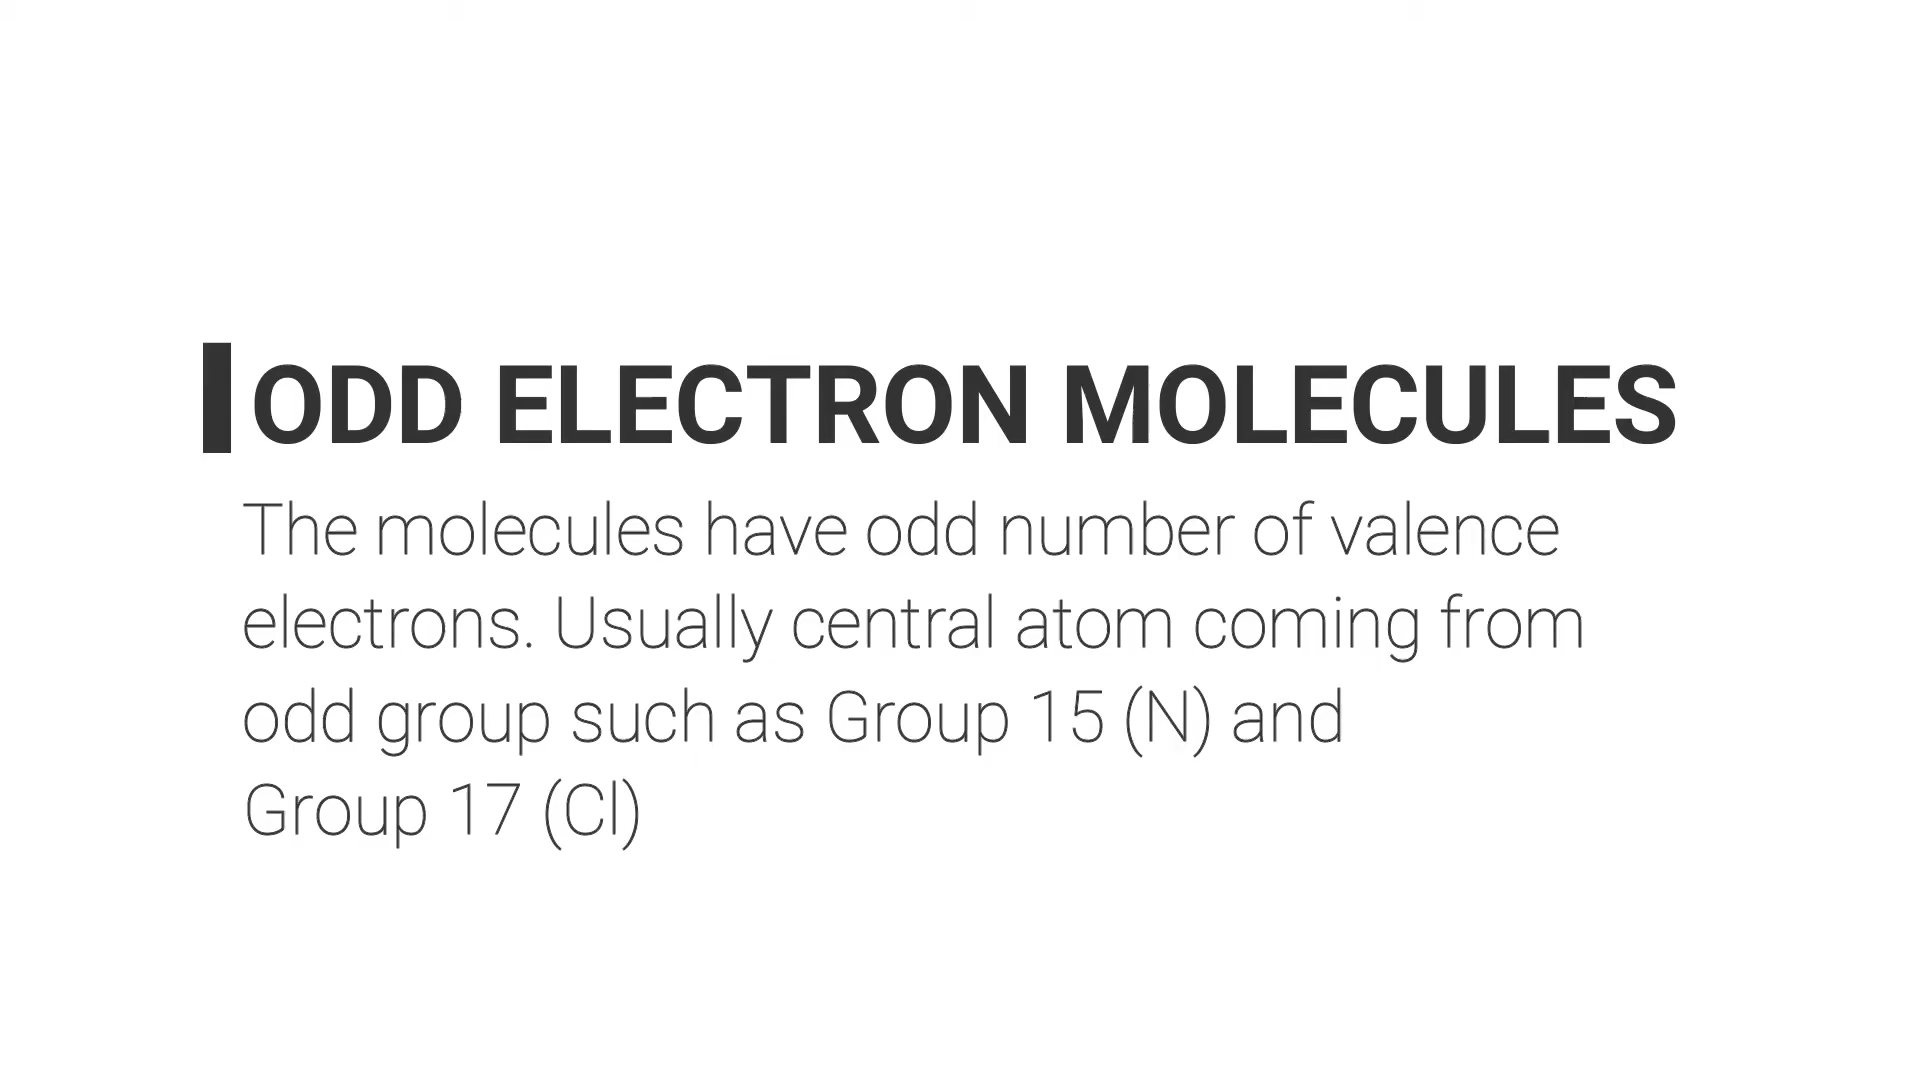 ODD ELECTRON MOLECULES
The molecules have odd number of valence
electrons. Usually central atom coming from
odd group such as Group 15 (N) and
Group 17 (Cl)